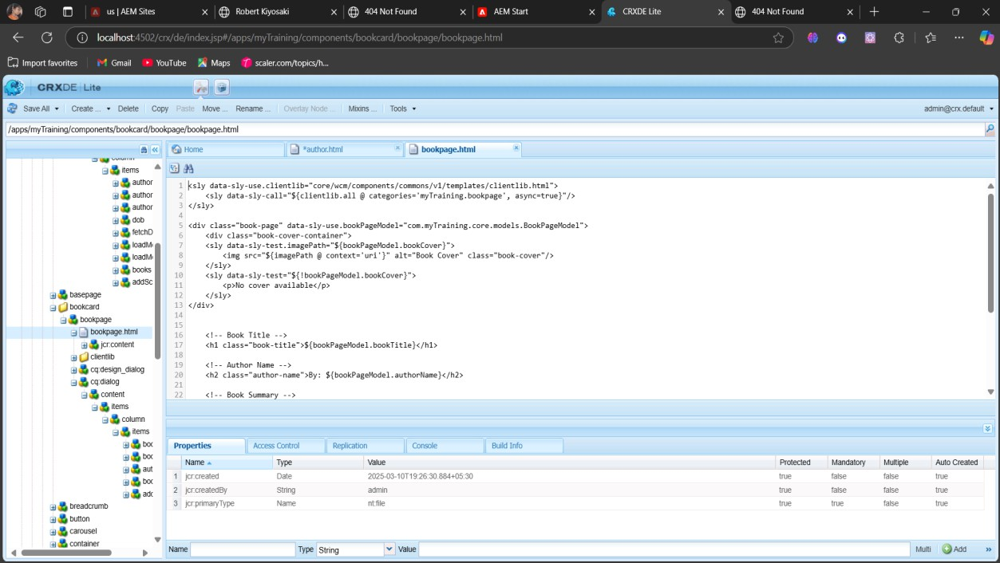 us | AEM Sites
Robert Kiyosaki
404 Not Found
AEM Start
CRXDE Lite
404 Not Found
localhost:4502/crx/de/index.jsp#/apps/myTraining/components/bookcard/bookpage/bookpage.html
Import favorites
Gmail
YouTube
Maps
scaler.com/topics/h...
CRXDE | Lite
Save All
Create ...
Delete
Copy
Paste
Move ...
Rename ...
Overlay Node ...
Mixins ...
Tools
admin@crx.default
/apps/myTraining/components/bookcard/bookpage/bookpage.html
column
items
author
author
author
dob
fetchD
loadMo
loadMo
books
addSc
basepage
bookcard
bookpage
bookpage.html
jcr:content
clientlib
cq:design_dialog
cq:dialog
content
items
column
items
boo
boo
aut
boo
add
breadcrumb
button
carousel
container
Home
*author.html
bookpage.html
1 <sly data-sly-use.clientlib="core/wcm/components/commons/v1/templates/clientlib.html">
2 <sly data-sly-call="${clientlib.all @ categories='myTraining.bookpage', async=true}"/>
3 </sly>
4
5 <div class="book-page" data-sly-use.bookPageModel="com.myTraining.core.models.BookPageModel">
6 <div class="book-cover-container">
7 <sly data-sly-test.imagePath="${bookPageModel.bookCover}">
8 <img src="${imagePath @ context='uri'}" alt="Book Cover" class="book-cover"/>
9 </sly>
10 <sly data-sly-test="${!bookPageModel.bookCover}">
11 <p>No cover available</p>
12 </sly>
13 </div>
14
15
16 <!-- Book Title -->
17 <h1 class="book-title">${bookPageModel.bookTitle}</h1>
18
19 <!-- Author Name -->
20 <h2 class="author-name">By: ${bookPageModel.authorName}</h2>
21
22 <!-- Book Summary -->
Properties
Access Control
Replication
Console
Build Info
Name Type Value Protected Mandatory Multiple Auto Created
1 jcr:created Date 2025-03-10T19:26:30.884+05:30 true false false true
2 jcr:createdBy String admin true false false true
3 jcr:primaryType Name nt:file true true false true
Name
Type
String
Value
Multi
Add